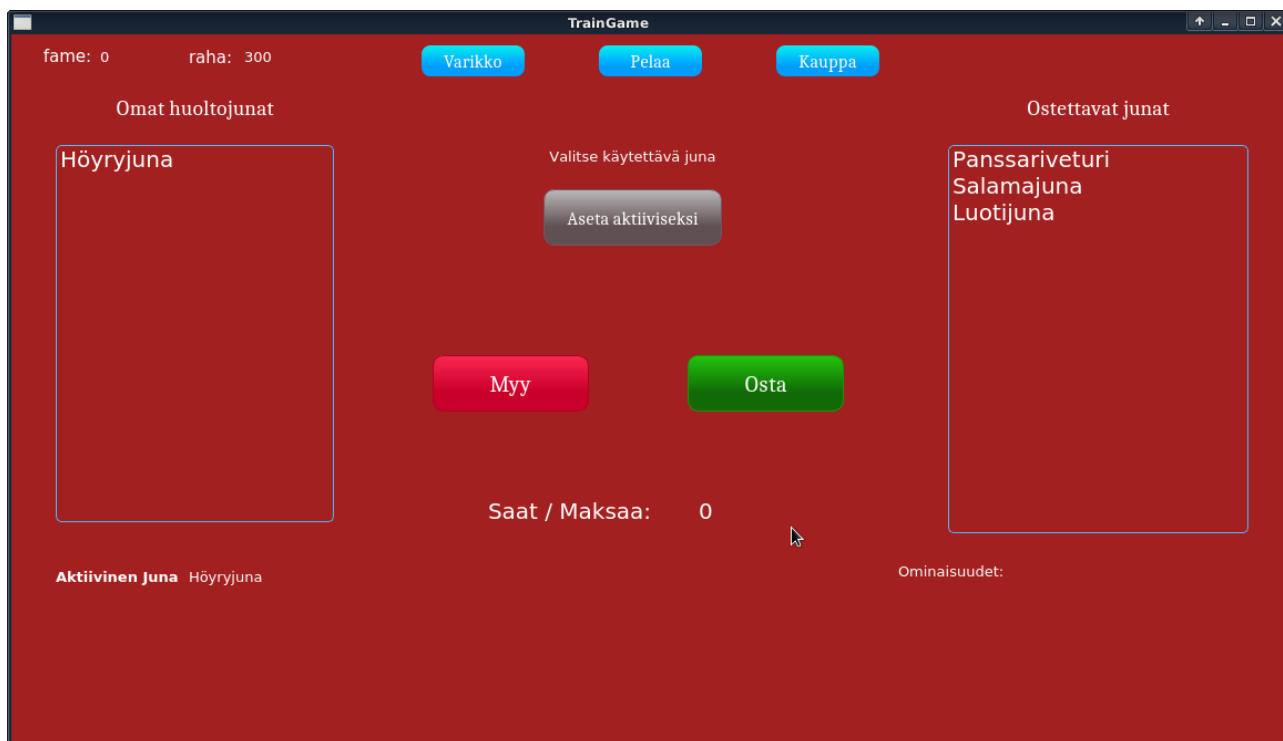 TrainGame
fame: 0 raha: 300 Varikko Pelaa Kauppa
Omat huoltojunat
Ostettavat junat
Höyryjuna
Valitse käytettävä juna
Aseta aktiiviseksi
Panssariveturi
Salamajuna
Luotijuna
Myy
Osta
Saat / Maksaa: 0
Aktiivinen Juna Höyryjuna
Ominaisuudet: